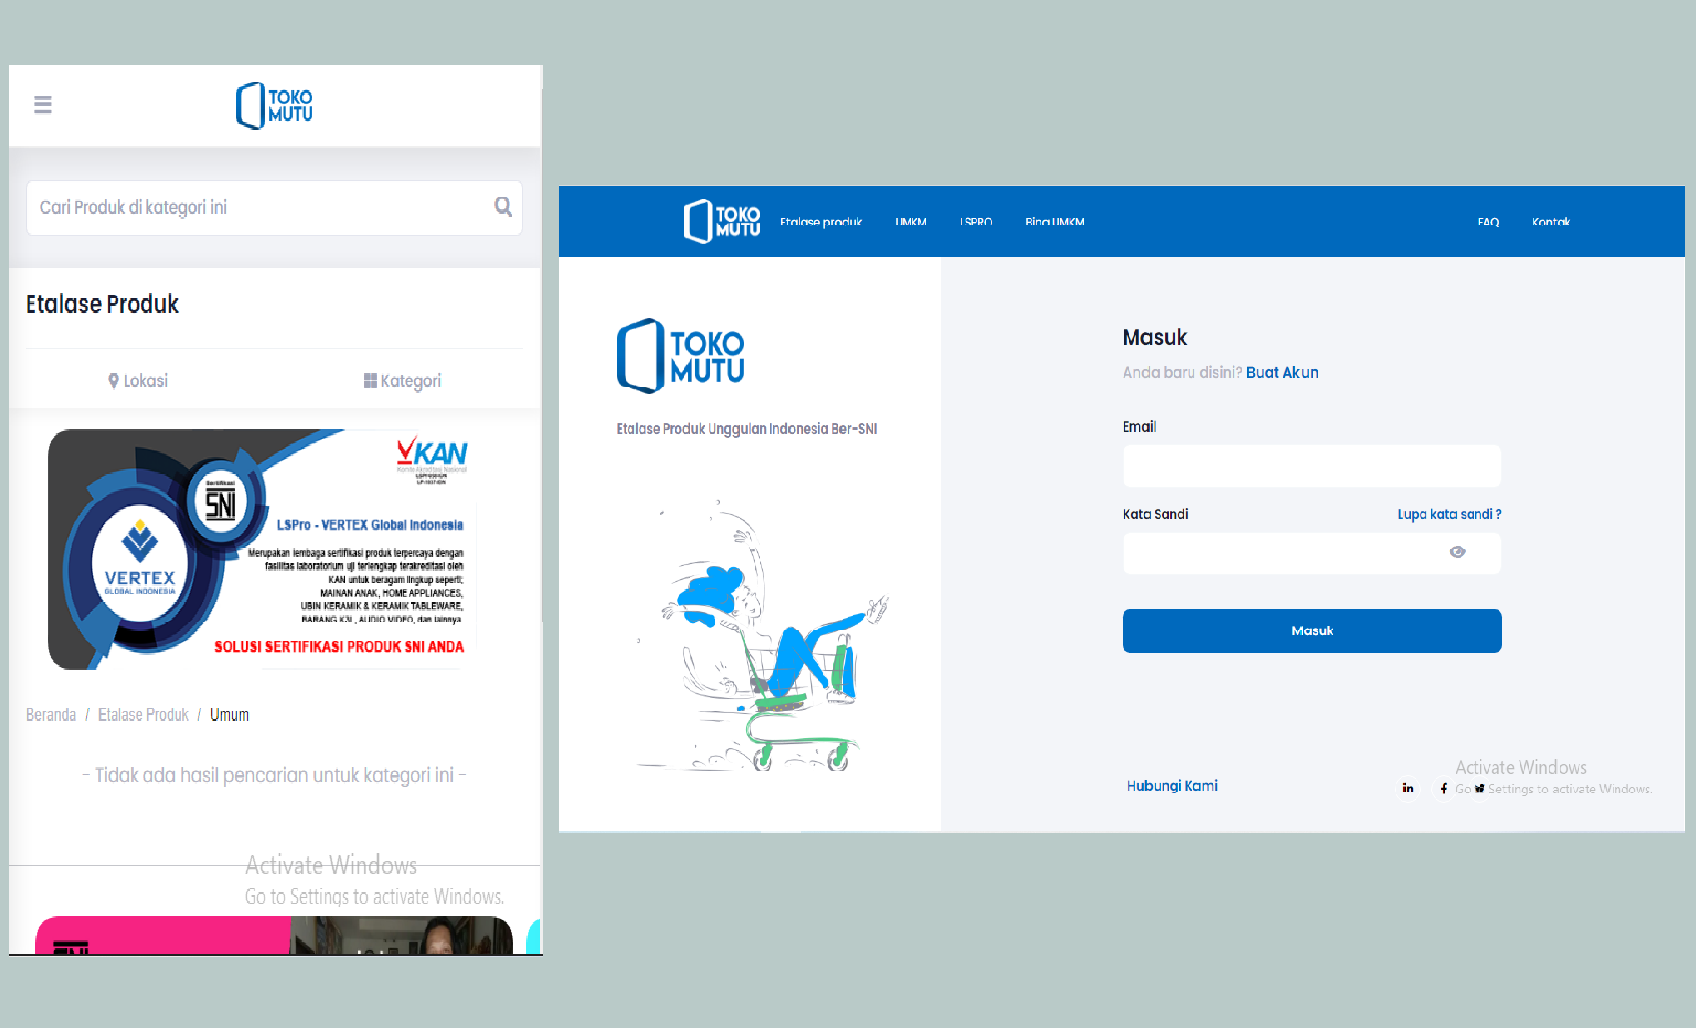 TOKO
MUTU
Cari Produk di kategori ini
Etalase Produk
Lokasi
Kategori
KAN
Komite Akreditasi Nasional
Sertifikasi
SNI
LSPro - VERTEX Global Indonesia
Merupakan lembaga sertifikasi produk terpercaya dengan
fasilitas laboratorium uji terlengkap terakreditasi oleh
KAN untuk beragam lingkup seperti;
MAINAN ANAK, HOME APPLIANCES,
UBIN KERAMIK & KERAMIK TABLEWARE,
BARANG K3L, AUDIO VIDEO, dan lainnya.
VERTEX
GLOBAL INDONESIA
SOLUSI SERTIFIKASI PRODUK SNI ANDA
Beranda / Etalase Produk / Umum
- Tidak ada hasil pencarian untuk kategori ini -
Activate Windows
Go to Settings to activate Windows.
SNI
TOKO
MUTU
Etalase produk
UMKM
LSPRO
Bina UMKM
FAQ
Kontak
TOKO
MUTU
Etalase Produk Unggulan Indonesia Ber-SNI
Masuk
Anda baru disini? Buat Akun
Email
Kata Sandi
Lupa kata sandi ?
Masuk
Hubungi Kami
Activate Windows
Go Settings to activate Windows.